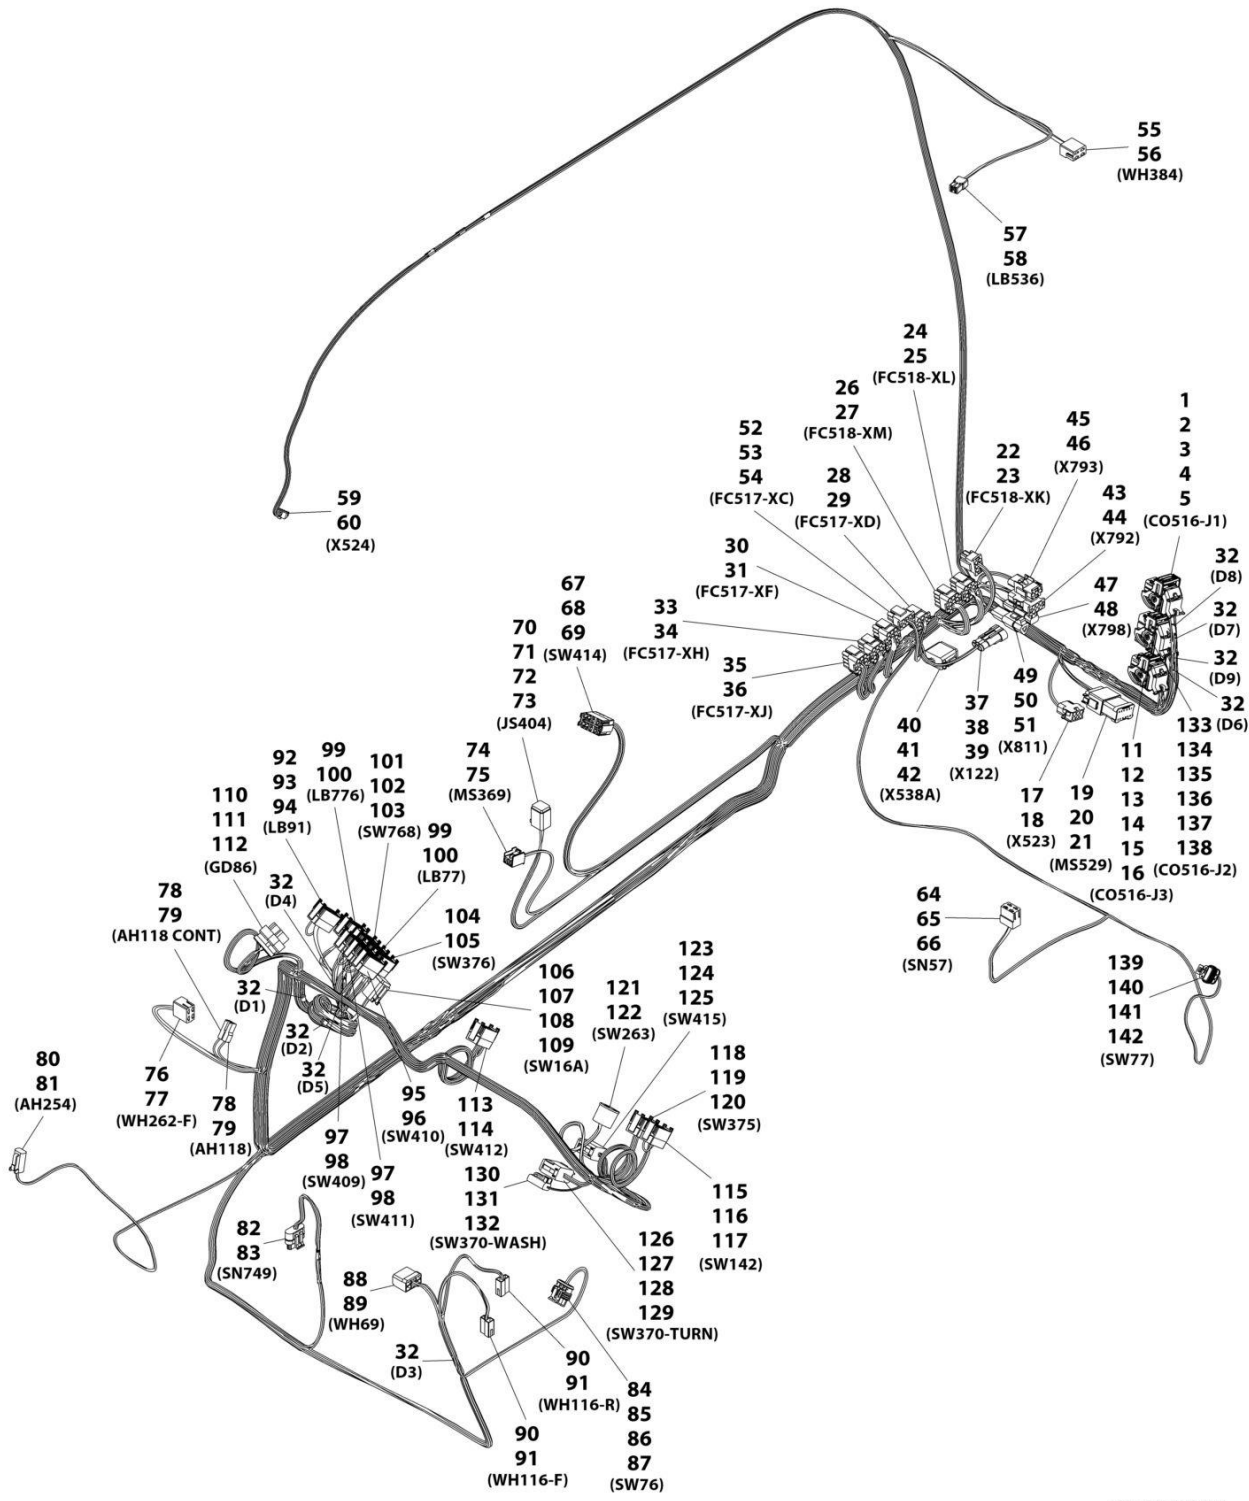 55
56
(WH384)
57
58
(LB536)
24
25
(FC518-XL)
26
27
(FC518-XM)
52
53
54
(FC517-XC)
28
29
(FC517-XD)
22
23
(FC518-XK)
45
46
(X793)
43
44
(X792)
1
2
3
4
5
(CO516-J1)
32
(D8)
32
(D7)
32
(D9)
32
(D6)
47
48
(X798)
59
60
(X524)
30
31
(FC517-XF)
33
34
(FC517-XH)
35
36
(FC517-XJ)
67
68
69
(SW414)
70
71
72
73
(JS404)
74
75
(MS369)
40
41
42
(X538A)
37
38
39
(X122)
49
50
51
(X811)
17
18
(X523)
19
20
21
(MS529)
11
12
13
14
15
16
(CO516-J3)
133
134
135
136
137
138
(CO516-J2)
92
93
94
(LB91)
99
100
(LB776)
101
102
103
(SW768)
99
100
(LB77)
110
111
112
(GD86)
32
(D4)
78
79
(AH118 CONT)
104
105
(SW376)
106
107
108
109
(SW16A)
121
122
(SW263)
123
124
125
(SW415)
118
119
120
(SW375)
64
65
66
(SN57)
139
140
141
142
(SW77)
32
(D1)
32
(D2)
32
(D5)
80
81
(AH254)
76
77
(WH262-F)
78
79
(AH118)
97
98
(SW409)
97
98
(SW411)
95
96
(SW410)
113
114
(SW412)
130
131
132
(SW370-WASH)
115
116
117
(SW142)
126
127
128
129
(SW370-TURN)
82
83
(SN749)
88
89
(WH69)
32
(D3)
90
91
(WH116-R)
90
91
(WH116-F)
84
85
86
87
(SW76)